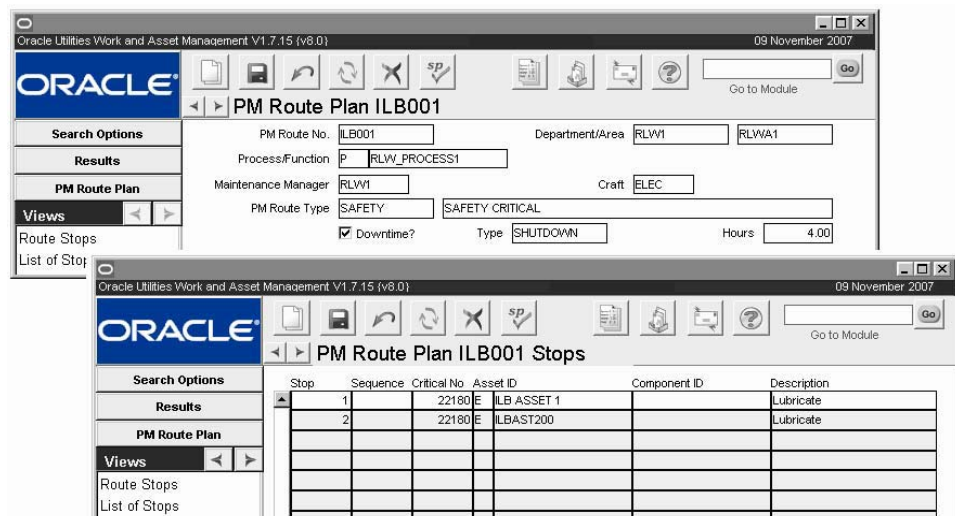 Oracle Utilities Work and Asset Management V1.7.15 {v8.0} 09 November 2007
ORACLE
sp
Go
Go to Module
PM Route Plan ILB001
Search Options
Results
PM Route Plan
Views
Route Stops
List of Stop
PM Route No. ILB001 Department/Area RLW1 RLWA1
Process/Function P RLW_PROCESS1
Maintenance Manager RLW1 Craft ELEC
PM Route Type SAFETY SAFETY CRITICAL
Downtime? Type SHUTDOWN Hours 4.00
Oracle Utilities Work and Asset Management V1.7.15 {v8.0} 09 November 2007
ORACLE
sp
Go
Go to Module
PM Route Plan ILB001 Stops
Search Options
Results
PM Route Plan
Views
Route Stops
List of Stops
Stop Sequence Critical No Asset ID Component ID Description
1 22180 E ILB ASSET 1 Lubricate
2 22180 E ILBAST200 Lubricate